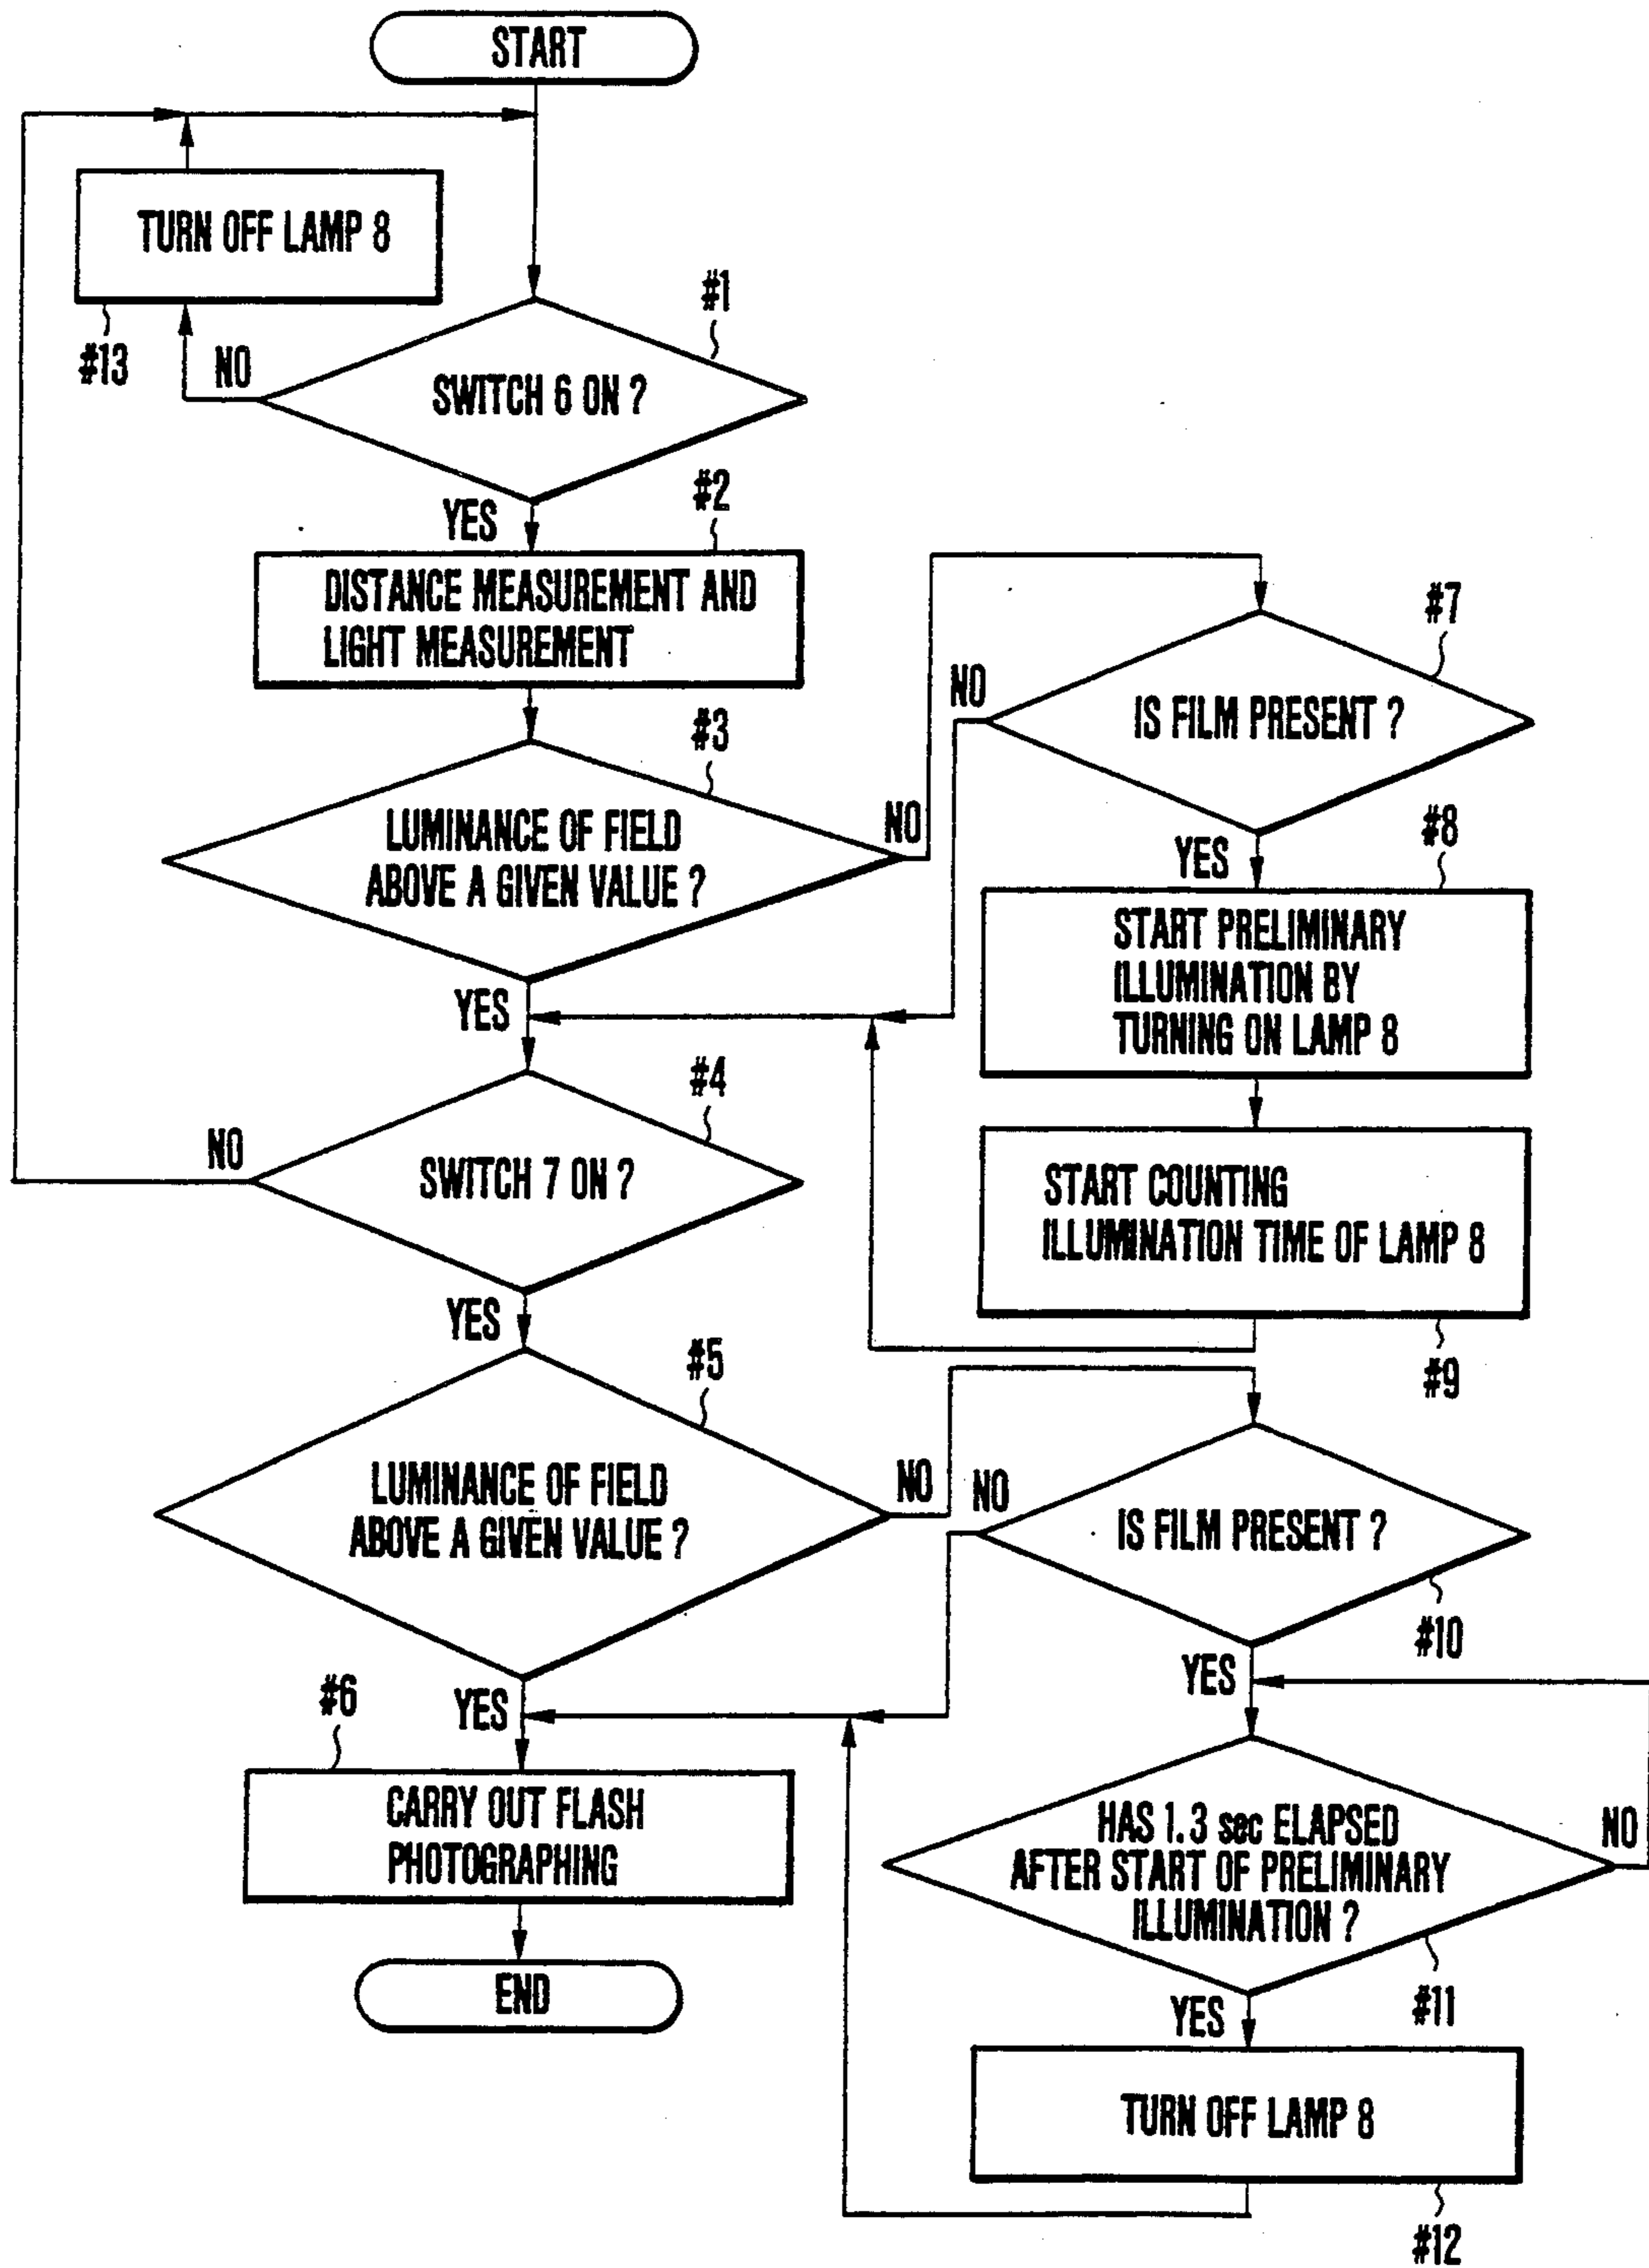 START
TURN OFF LAMP 8
#13
NO
#1
SWITCH 6 ON ?
YES
#2
DISTANCE MEASUREMENT AND
LIGHT MEASUREMENT
#3
LUMINANCE OF FIELD
ABOVE A GIVEN VALUE ?
NO
YES
#7
IS FILM PRESENT ?
NO
YES
#8
START PRELIMINARY
ILLUMINATION BY
TURNING ON LAMP 8
START COUNTING
ILLUMINATION TIME OF LAMP 8
#9
#4
SWITCH 7 ON ?
NO
YES
#5
LUMINANCE OF FIELD
ABOVE A GIVEN VALUE ?
NO
YES
IS FILM PRESENT ?
NO
#10
YES
HAS 1.3 sec ELAPSED
AFTER START OF PRELIMINARY
ILLUMINATION ?
NO
#11
YES
TURN OFF LAMP 8
#12
#6
CARRY OUT FLASH
PHOTOGRAPHING
END